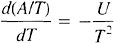 d(A/T)/dT = − U/T²